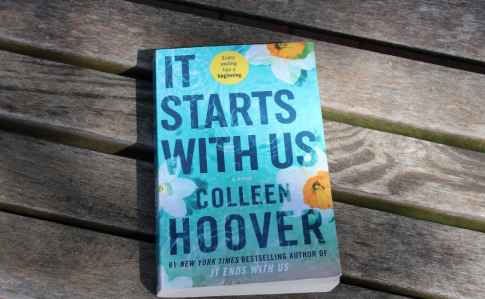 Every
ending
has a
beginning.
IT
STARTS
WITH US
a novel
COLLEEN
HOOVER
#1 NEW YORK TIMES BESTSELLING AUTHOR OF
IT ENDS WITH US